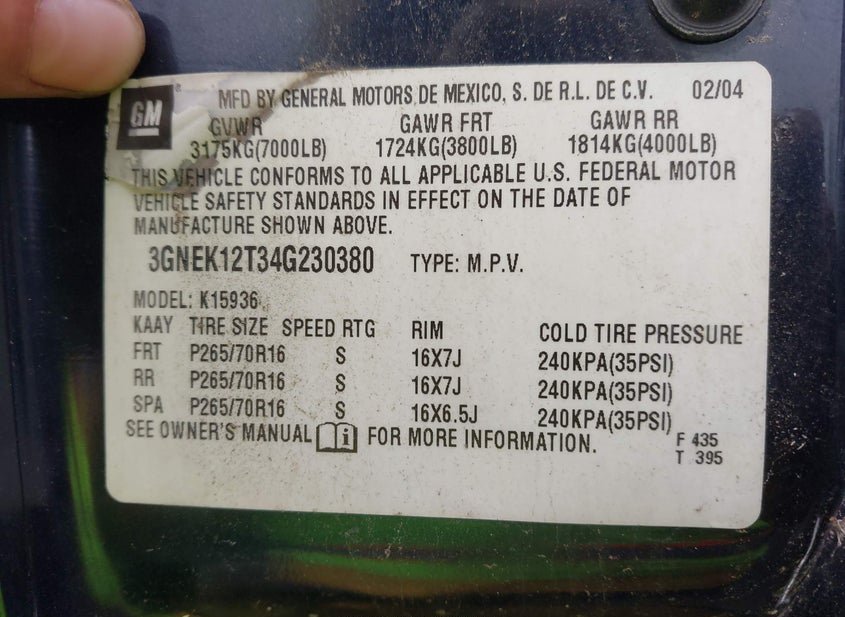 GM
MFD BY GENERAL MOTORS DE MEXICO, S. DE R.L. DE C.V. 02/04
GVWR GAWR FRT GAWR RR
3175KG(7000LB) 1724KG(3800LB) 1814KG(4000LB)
THIS VEHICLE CONFORMS TO ALL APPLICABLE U.S. FEDERAL MOTOR
VEHICLE SAFETY STANDARDS IN EFFECT ON THE DATE OF
MANUFACTURE SHOWN ABOVE.
3GNEK12T34G230380 TYPE: M.P.V.
MODEL: K15936
KAAY TIRE SIZE SPEED RTG RIM COLD TIRE PRESSURE
FRT P265/70R16 S 16X7J 240KPA(35PSI)
RR P265/70R16 S 16X7J 240KPA(35PSI)
SPA P265/70R16 S 16X6.5J 240KPA(35PSI)
SEE OWNER'S MANUAL i FOR MORE INFORMATION.
F 435
T 395